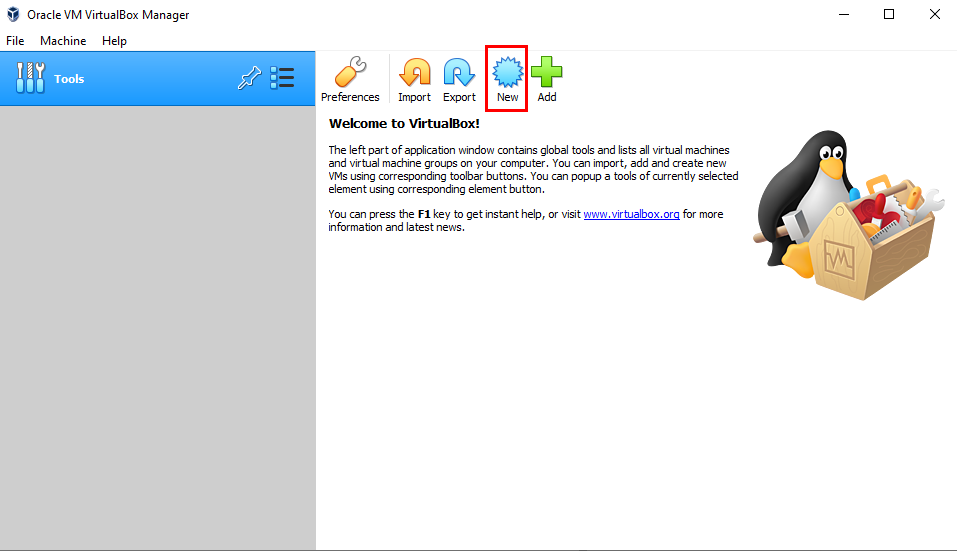 Oracle VM VirtualBox Manager
File Machine Help
Tools
Preferences Import Export New Add
Welcome to VirtualBox!
The left part of application window contains global tools and lists all virtual machines
and virtual machine groups on your computer. You can import, add and create new
VMs using corresponding toolbar buttons. You can popup a tools of currently selected
element using corresponding element button.
You can press the F1 key to get instant help, or visit www.virtualbox.org for more
information and latest news.